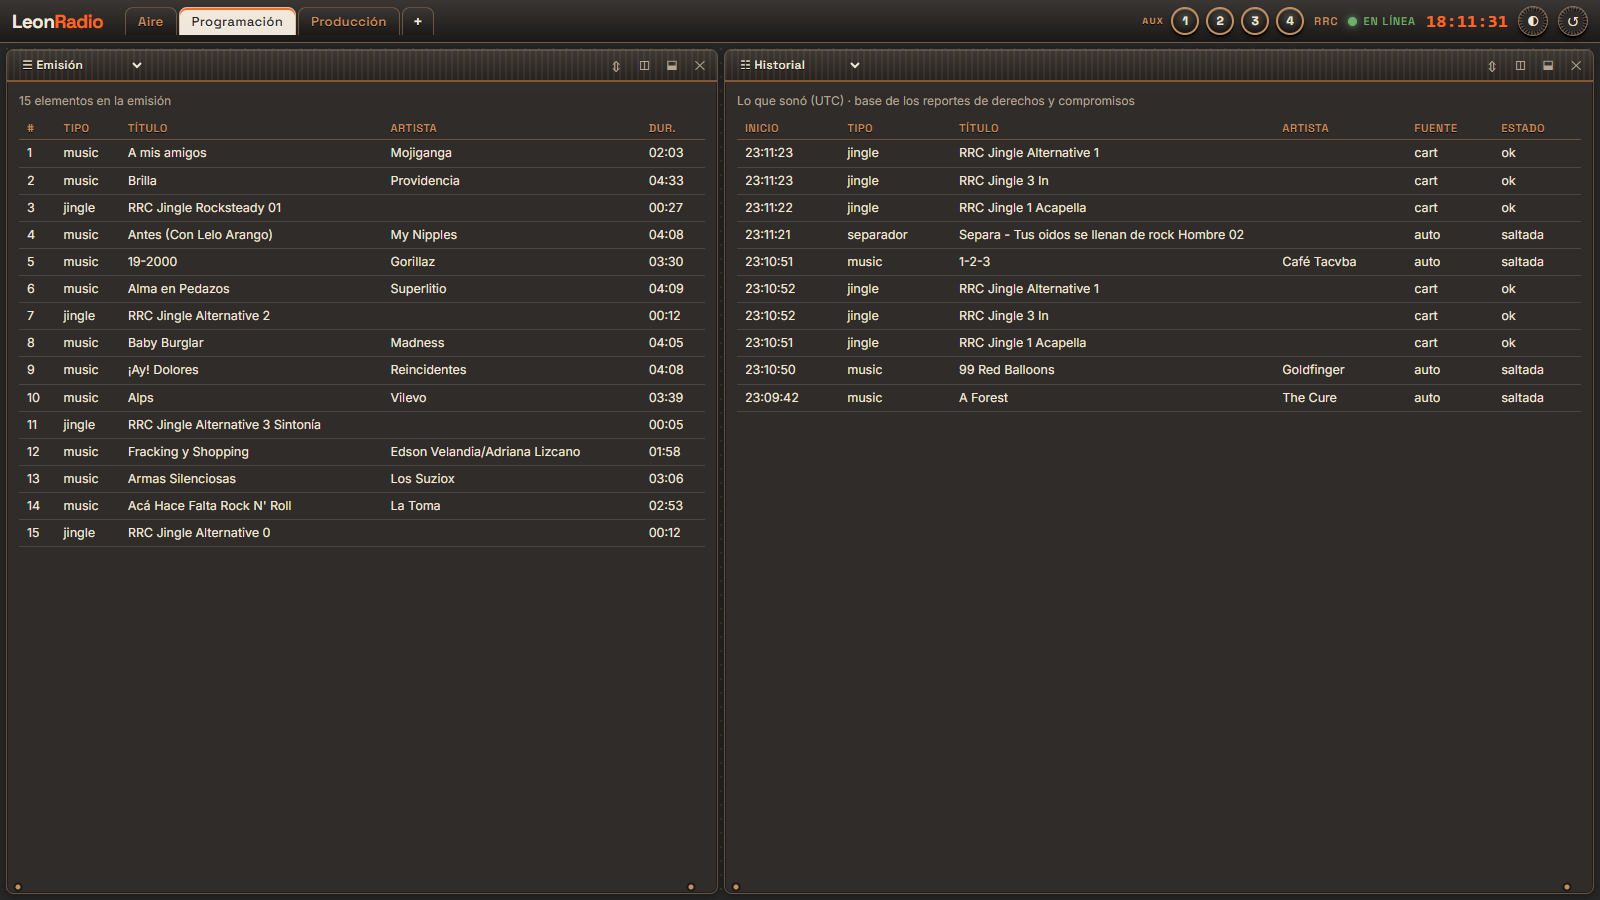 LeonRadio Aire Programación Producción + AUX 1 2 3 4 RRC EN LÍNEA 18:11:31
Emisión
15 elementos en la emisión
# TIPO TÍTULO ARTISTA DUR.
1 music A mis amigos Mojiganga 02:03
2 music Brilla Providencia 04:33
3 jingle RRC Jingle Rocksteady 01 00:27
4 music Antes (Con Lelo Arango) My Nipples 04:08
5 music 19-2000 Gorillaz 03:30
6 music Alma en Pedazos Superlitio 04:09
7 jingle RRC Jingle Alternative 2 00:12
8 music Baby Burglar Madness 04:05
9 music ¡Ay! Dolores Reincidentes 04:08
10 music Alps Vilevo 03:39
11 jingle RRC Jingle Alternative 3 Sintonía 00:05
12 music Fracking y Shopping Edson Velandia/Adriana Lizcano 01:58
13 music Armas Silenciosas Los Suziox 03:06
14 music Acá Hace Falta Rock N' Roll La Toma 02:53
15 jingle RRC Jingle Alternative 0 00:12
Historial
Lo que sonó (UTC) · base de los reportes de derechos y compromisos
INICIO TIPO TÍTULO ARTISTA FUENTE ESTADO
23:11:23 jingle RRC Jingle Alternative 1 cart ok
23:11:23 jingle RRC Jingle 3 In cart ok
23:11:22 jingle RRC Jingle 1 Acapella cart ok
23:11:21 separador Separa - Tus oidos se llenan de rock Hombre 02 auto saltada
23:10:51 music 1-2-3 Café Tacvba auto saltada
23:10:52 jingle RRC Jingle Alternative 1 cart ok
23:10:52 jingle RRC Jingle 3 In cart ok
23:10:51 jingle RRC Jingle 1 Acapella cart ok
23:10:50 music 99 Red Balloons Goldfinger auto saltada
23:09:42 music A Forest The Cure auto saltada